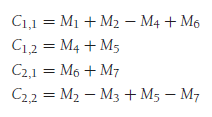 C1,1 = M1 + M2 − M4 + M6
C1,2 = M4 + M5
C2,1 = M6 + M7
C2,2 = M2 − M3 + M5 − M7